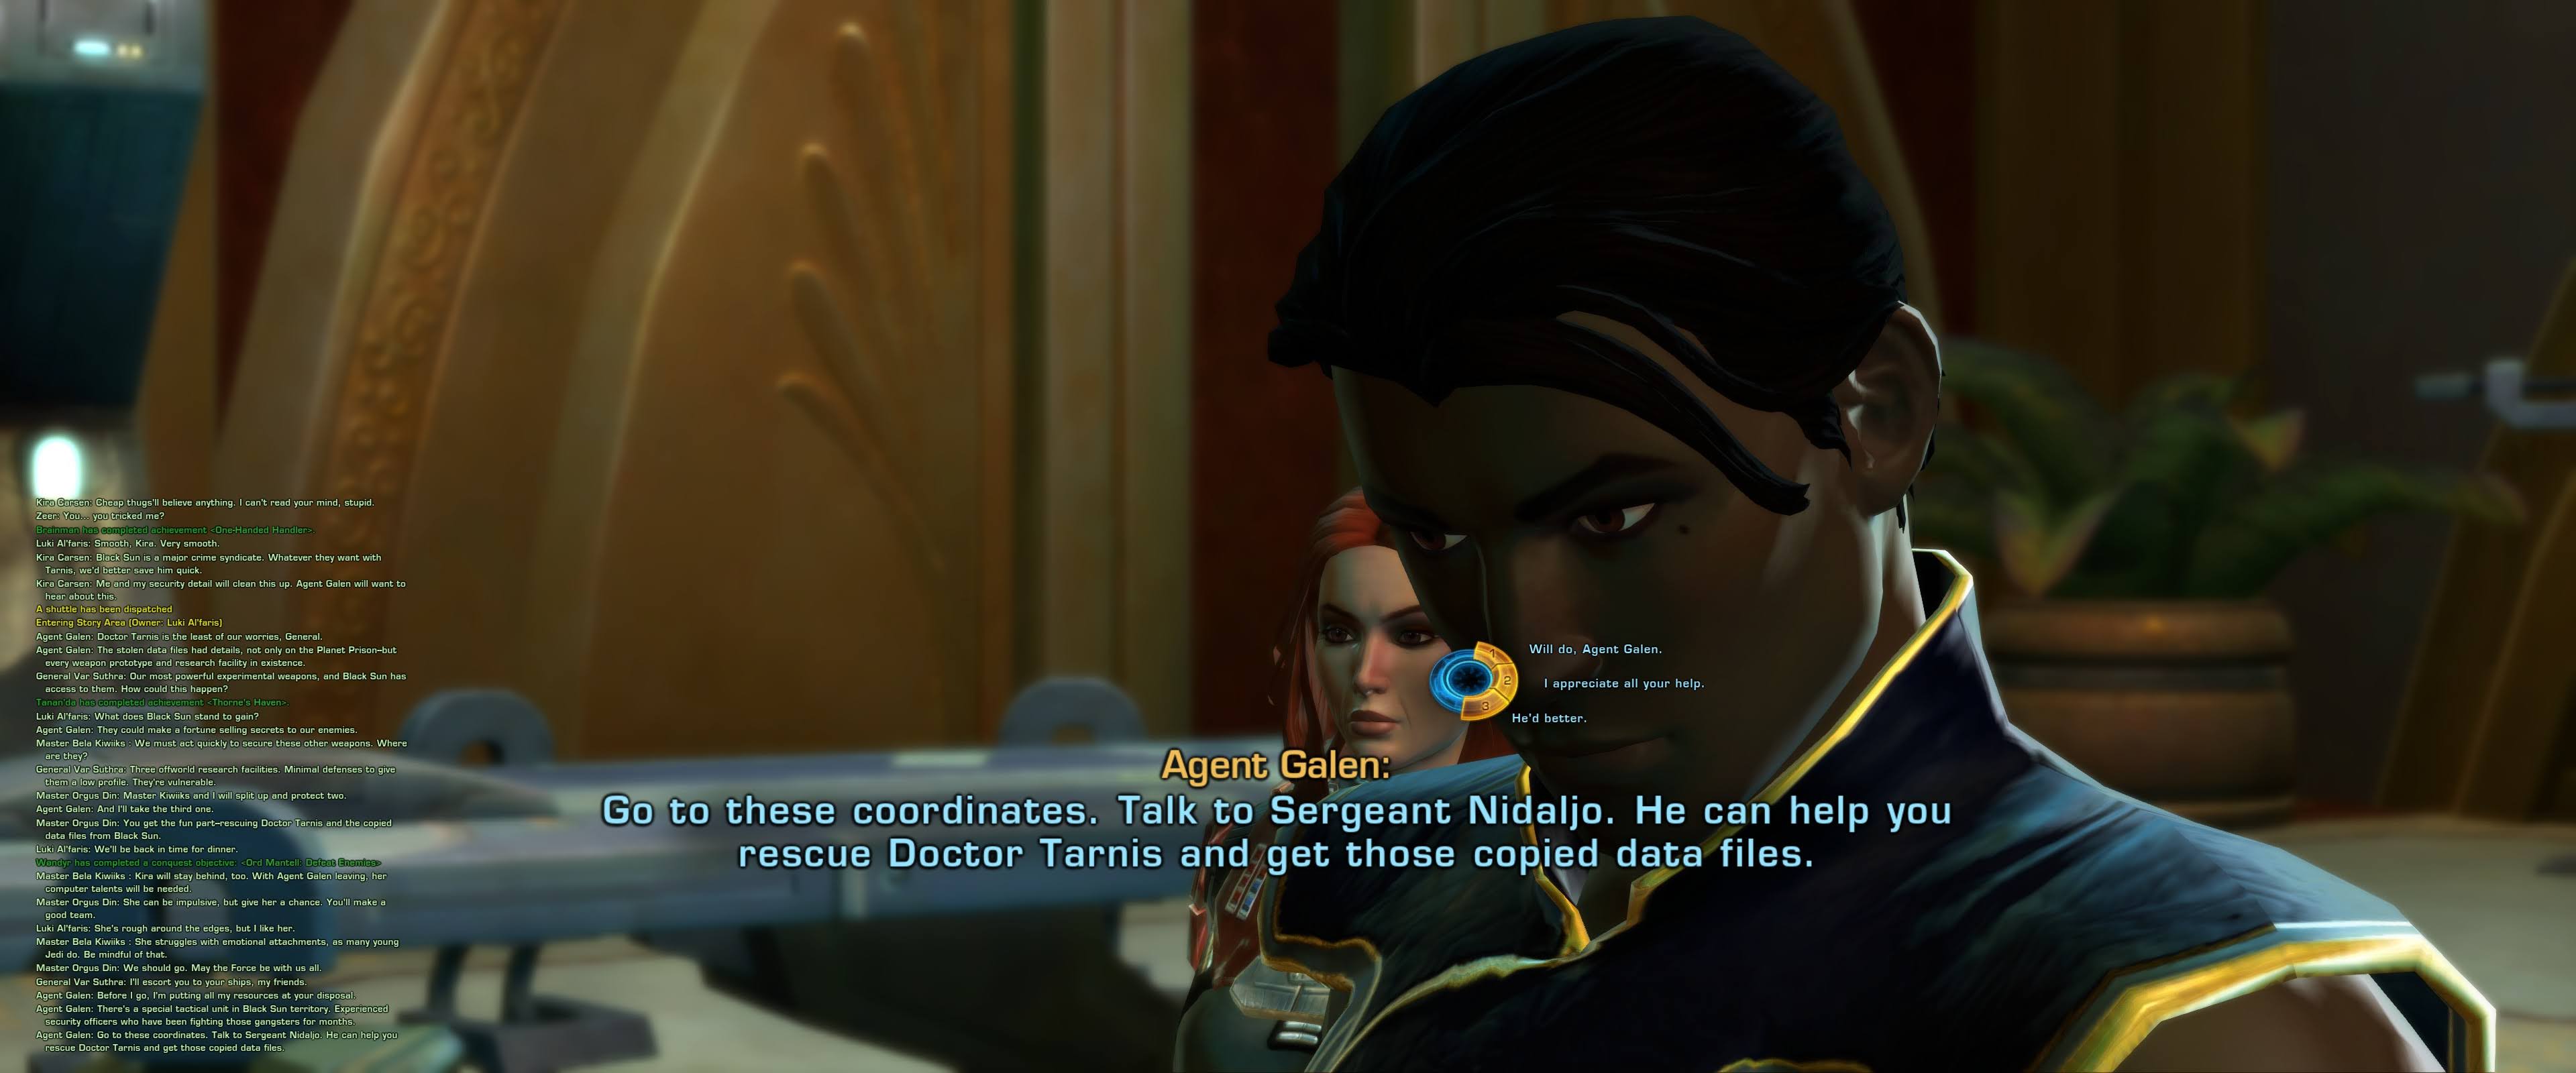 Kira Carsen: Cheap thugs'll believe anything. I can't read your mind, stupid.
Zeer: You... you tricked me?
Brainman has completed achievement <One-Handed Handler>.
Luki Al'faris: Smooth, Kira. Very smooth.
Kira Carsen: Black Sun is a major crime syndicate. Whatever they want with
Tarnis, we'd better save him quick.
Kira Carsen: Me and my security detail will clean this up. Agent Galen will want to
hear about this.
A shuttle has been dispatched
Entering Story Area (Owner: Luki Al'faris)
Agent Galen: Doctor Tarnis is the least of our worries, General.
Agent Galen: The stolen data files had details, not only on the Planet Prison—but
every weapon prototype and research facility in existence.
General Var Suthra: Our most powerful experimental weapons, and Black Sun has
access to them. How could this happen?
Tanan'da has completed achievement <Thorne's Haven>.
Luki Al'faris: What does Black Sun stand to gain?
Agent Galen: They could make a fortune selling secrets to our enemies.
Master Bela Kiwiiks : We must act quickly to secure these other weapons. Where
are they?
General Var Suthra: Three offworld research facilities. Minimal defenses to give
them a low profile. They're vulnerable.
Master Orgus Din: Master Kiwiiks and I will split up and protect two.
Agent Galen: And I'll take the third one.
Master Orgus Din: You get the fun part—rescuing Doctor Tarnis and the copied
data files from Black Sun.
Luki Al'faris: We'll be back in time for dinner.
Wandyr has completed a conquest objective: <Ord Mantell: Defeat Enemies>
Master Bela Kiwiiks : Kira will stay behind, too. With Agent Galen leaving, her
computer talents will be needed.
Master Orgus Din: She can be impulsive, but give her a chance. You'll make a
good team.
Luki Al'faris: She's rough around the edges, but I like her.
Master Bela Kiwiiks : She struggles with emotional attachments, as many young
Jedi do. Be mindful of that.
Master Orgus Din: We should go. May the Force be with us all.
General Var Suthra: I'll escort you to your ships, my friends.
Agent Galen: Before I go, I'm putting all my resources at your disposal.
Agent Galen: There's a special tactical unit in Black Sun territory. Experienced
security officers who have been fighting those gangsters for months.
Agent Galen: Go to these coordinates. Talk to Sergeant Nidaljo. He can help you
rescue Doctor Tarnis and get those copied data files.
1 Will do, Agent Galen.
2 I appreciate all your help.
3 He'd better.
Agent Galen:
Go to these coordinates. Talk to Sergeant Nidaljo. He can help you
rescue Doctor Tarnis and get those copied data files.